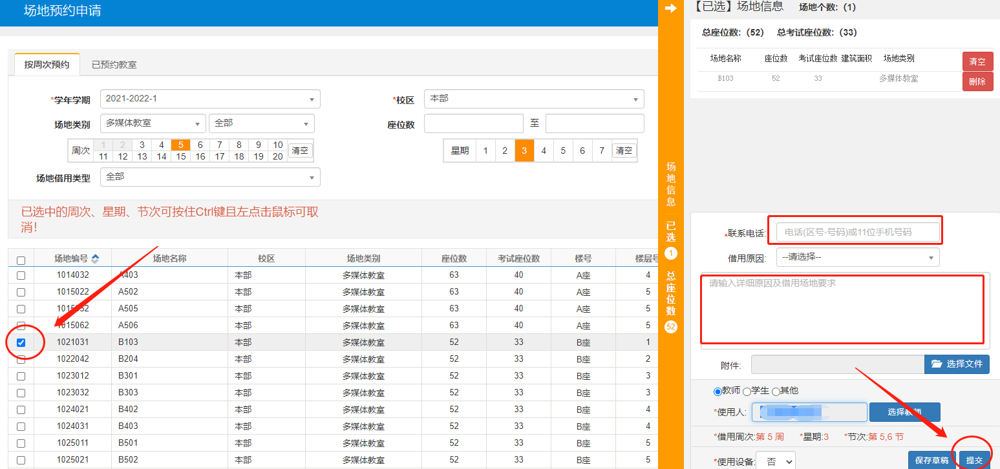 场地预约申请
按周次预约 已预约教室
*学年学期 2021-2022-1 *校区 本部
场地类别 多媒体教室 全部 座位数 至
周次 1 2 3 4 5 6 7 8 9 10 清空
11 12 13 14 15 16 17 18 19 20
星期 1 2 3 4 5 6 7 清空
场地借用类型 全部
已选中的周次、星期、节次可按住Ctrl键且左点击鼠标可取
消!
场地编号 场地名称 校区 场地类别 座位数 考试座位数 楼号 楼层号
1014032 A403 本部 多媒体教室 63 40 A座 4
1015022 A502 本部 多媒体教室 63 40 A座 5
1015052 A505 本部 多媒体教室 63 40 A座 5
1015062 A506 本部 多媒体教室 63 40 A座 5
1021031 B103 本部 多媒体教室 52 33 B座 1
1022042 B204 本部 多媒体教室 52 33 B座 2
1023012 B301 本部 多媒体教室 52 33 B座 3
1023032 B303 本部 多媒体教室 52 33 B座 3
1024021 B402 本部 多媒体教室 52 33 B座 4
1024031 B403 本部 多媒体教室 52 33 B座 4
1025011 B501 本部 多媒体教室 52 33 B座 5
1025021 B502 本部 多媒体教室 52 33 B座 5
场地信息
已选
1
总座位数
52
【已选】场地信息 场地个数:(1)
总座位数:(52) 总考试座位数:(33)
场地名称 座位数 考试座位数 建筑面积 场地类别 清空
B103 52 33 多媒体教室 删除
*联系电话: 电话(区号-号码)或11位手机号码
借用原因: --请选择--
请输入详细原因及借用场地要求
附件: 选择文件
教师 学生 其他
*使用人: 选择教师
*借用周次:第 5 周 *星期:3 *节次:第 5,6 节
*使用设备: 否 保存草稿 提交